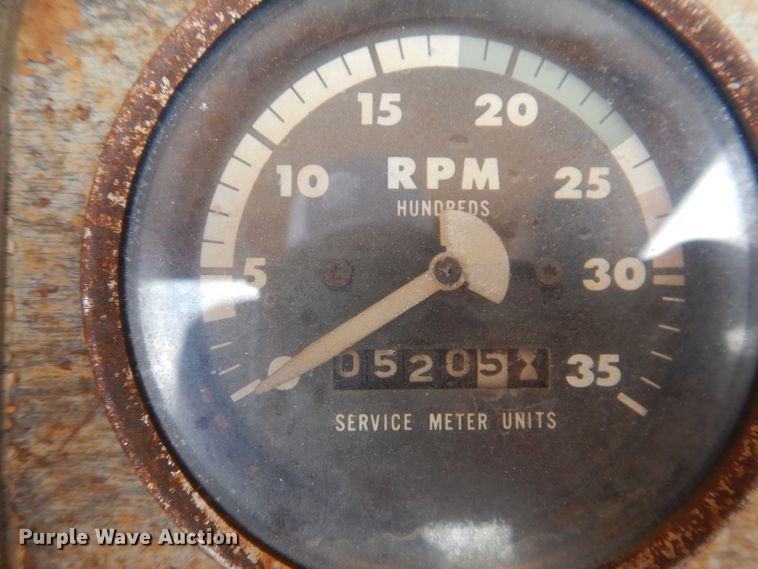 15 20
RPM
10 25
HUNDREDS
5 30
0 05205 35
SERVICE METER UNITS
Purple Wave Auction